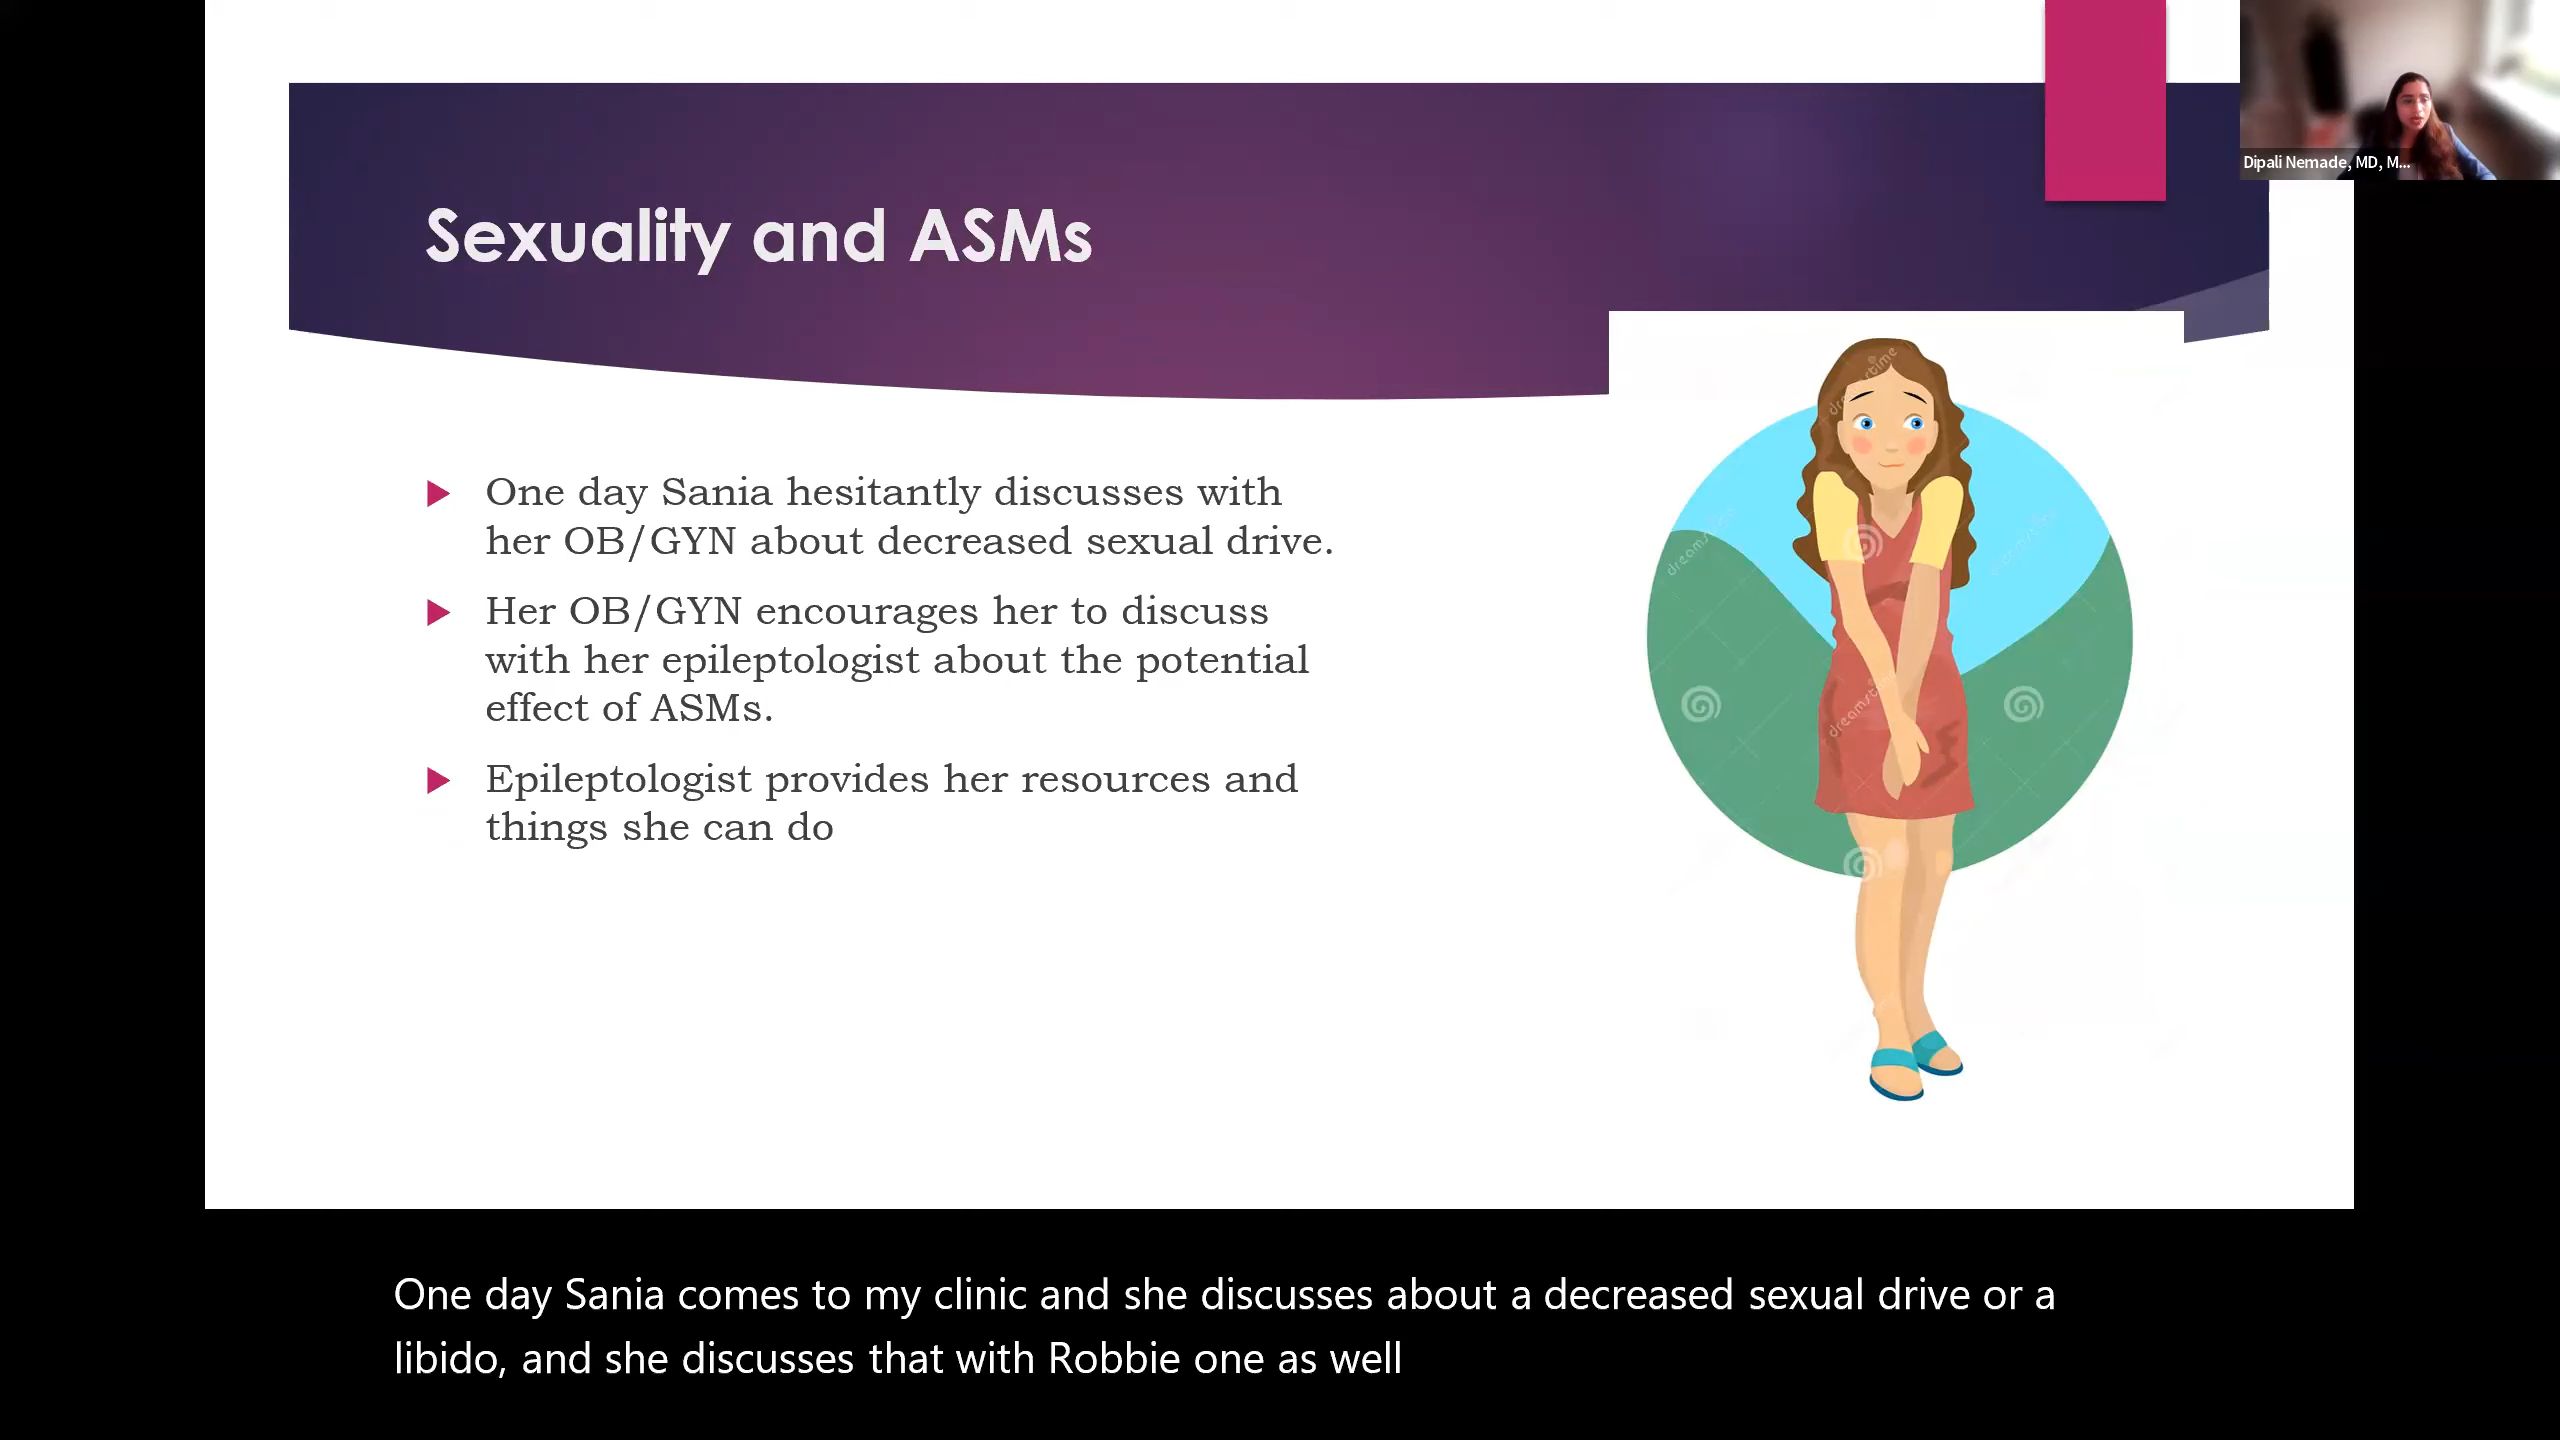 Dipali Nemade, MD, M...
Sexuality and ASMs
One day Sania hesitantly discusses with
her OB/GYN about decreased sexual drive.
Her OB/GYN encourages her to discuss
with her epileptologist about the potential
effect of ASMs.
Epileptologist provides her resources and
things she can do
dreamstime
One day Sania comes to my clinic and she discusses about a decreased sexual drive or a
libido, and she discusses that with Robbie one as well